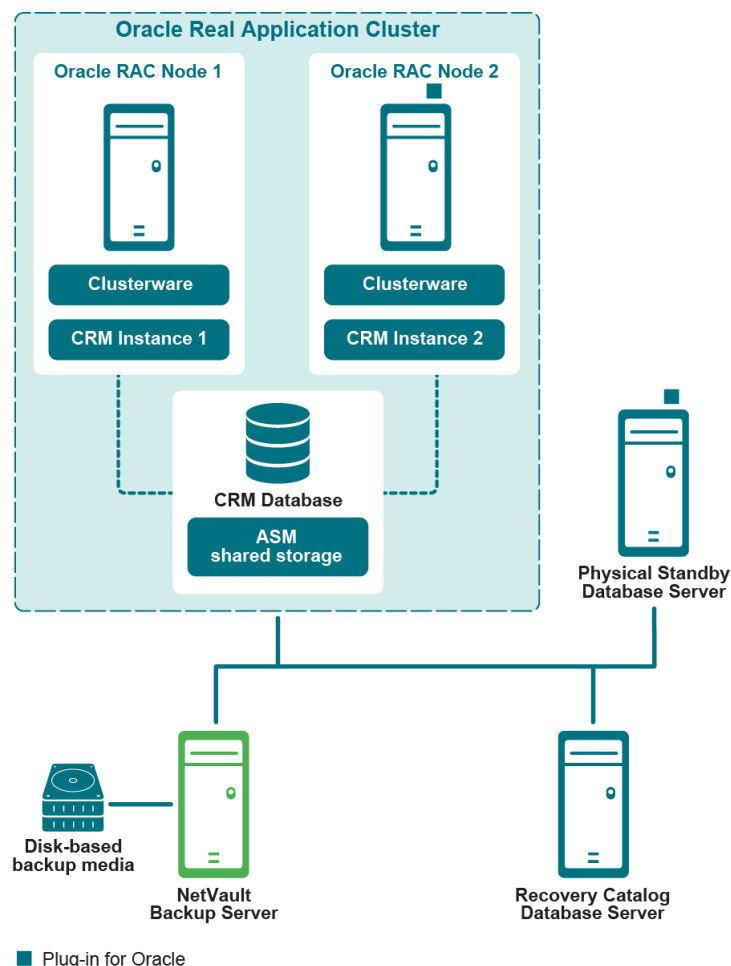 Oracle Real Application Cluster
Oracle RAC Node 1
Oracle RAC Node 2
Clusterware
Clusterware
CRM Instance 1
CRM Instance 2
CRM Database
ASM
shared storage
Physical Standby
Database Server
Disk-based
backup media
NetVault
Backup Server
Recovery Catalog
Database Server
Plug-in for Oracle